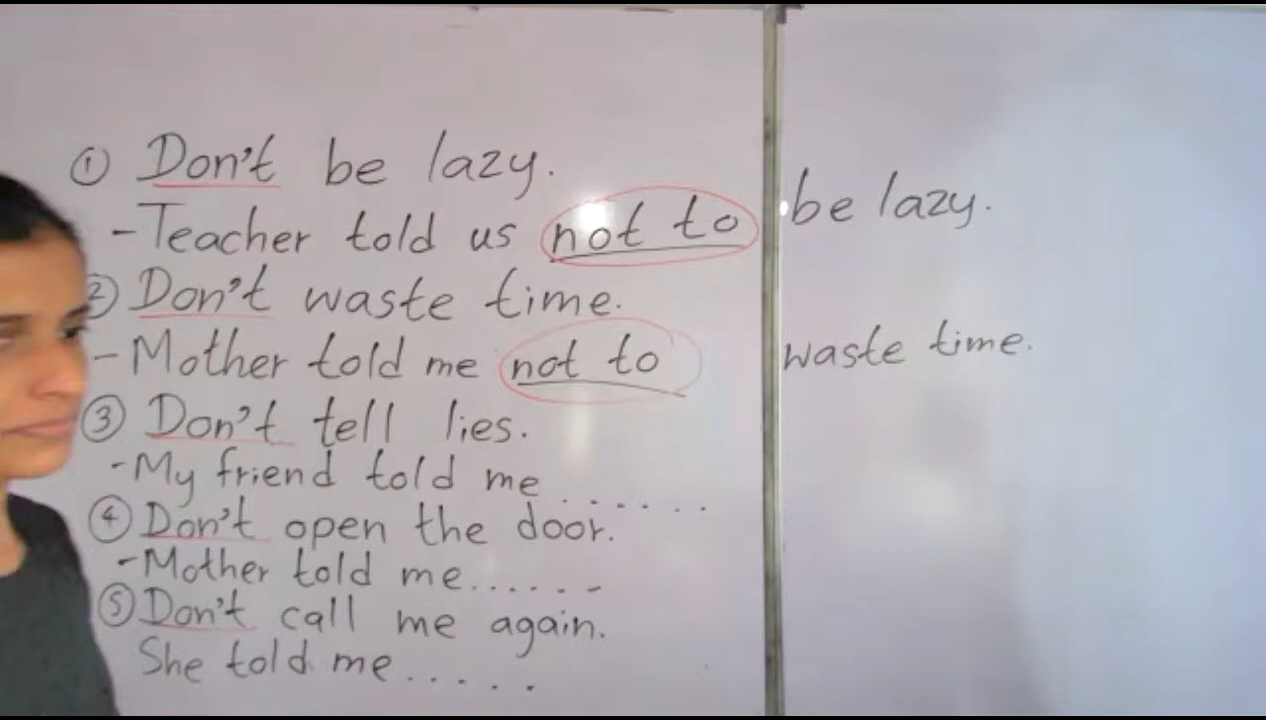 ① Don't be lazy.
- Teacher told us not to be lazy.
② Don't waste time.
- Mother told me not to waste time.
③ Don't tell lies.
- My friend told me ......
④ Don't open the door.
- Mother told me......
⑤ Don't call me again.
She told me.....